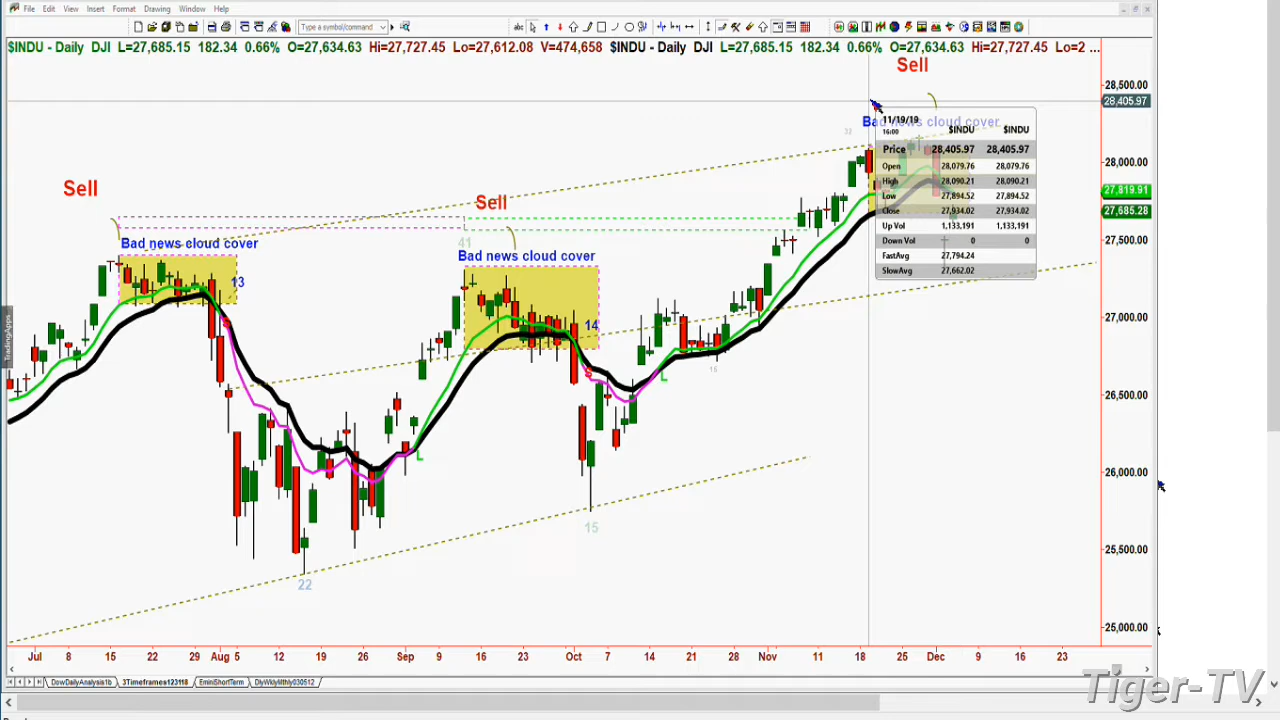 File Edit View Insert Format Drawing Window Help
Type a symbol/command
abc
$INDU - Daily DJI L=27,685.15 182.34 0.66% O=27,634.63 Hi=27,727.45 Lo=27,612.08 V=474,658 $INDU - Daily DJI L=27,685.15 182.34 0.66% O=27,634.63 Hi=27,727.45 Lo=2 ...
Sell
28,500.00
28,405.97
Bad news cloud cover
11/19/19
16:00
$INDU $INDU
Price 28,405.97 28,405.97
Open 28,079.76 28,079.76
High 28,090.21 28,090.21
Low 27,894.52 27,894.52
Close 27,934.02 27,934.02
Up Vol 1,133,191 1,133,191
Down Vol 0 0
FastAvg 27,794.24
SlowAvg 27,662.02
28,000.00
27,819.91
27,685.28
27,500.00
27,000.00
26,500.00
26,000.00
25,500.00
25,000.00
Sell
Bad news cloud cover
13
Sell
41
Bad news cloud cover
14
16
L
L
15
22
TradingApps
Jul 8 15 22 29 Aug 5 12 19 26 Sep 9 16 23 Oct 7 14 21 28 Nov 11 18 25 Dec 9 16 23
DowDailyAnalysis1b 3Timeframes123118 EminiShortTerm DlyWklyMthly030512
Tiger-TV